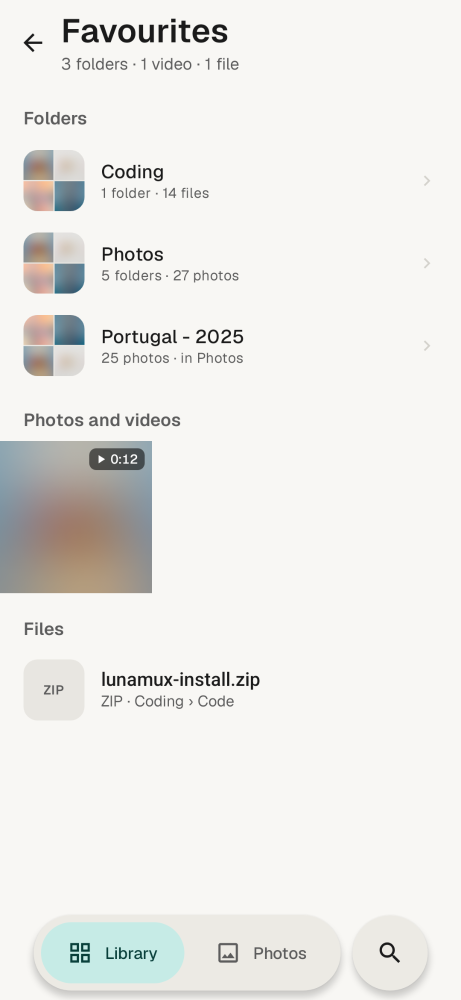 Favourites
3 folders · 1 video · 1 file
Folders
Coding
1 folder · 14 files
Photos
5 folders · 27 photos
Portugal - 2025
25 photos · in Photos
Photos and videos
0:12
Files
ZIP
lunamux-install.zip
ZIP · Coding › Code
Library
Photos